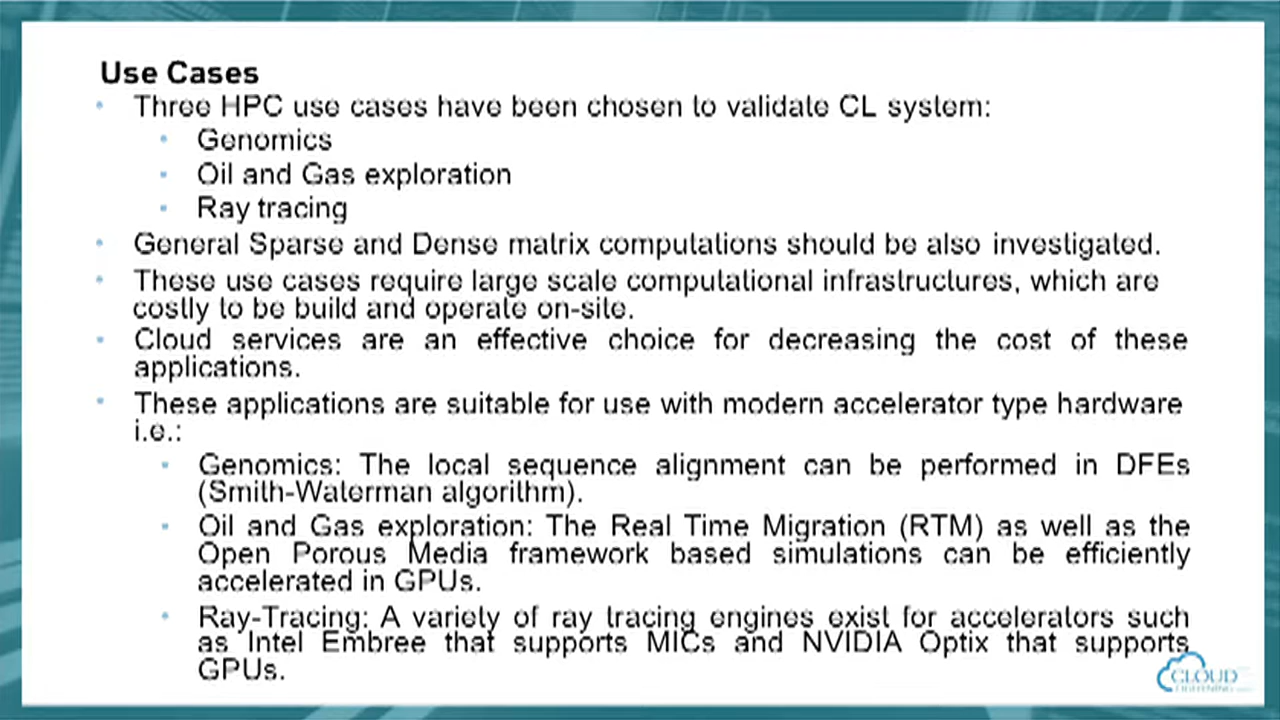 Use Cases
• Three HPC use cases have been chosen to validate CL system:
• Genomics
• Oil and Gas exploration
• Ray tracing
• General Sparse and Dense matrix computations should be also investigated.
• These use cases require large scale computational infrastructures, which are
costly to be build and operate on-site.
• Cloud services are an effective choice for decreasing the cost of these
applications.
• These applications are suitable for use with modern accelerator type hardware
i.e.:
• Genomics: The local sequence alignment can be performed in DFEs
(Smith-Waterman algorithm).
• Oil and Gas exploration: The Real Time Migration (RTM) as well as the
Open Porous Media framework based simulations can be efficiently
accelerated in GPUs.
• Ray-Tracing: A variety of ray tracing engines exist for accelerators such
as Intel Embree that supports MICs and NVIDIA Optix that supports
GPUs.
CLOUD